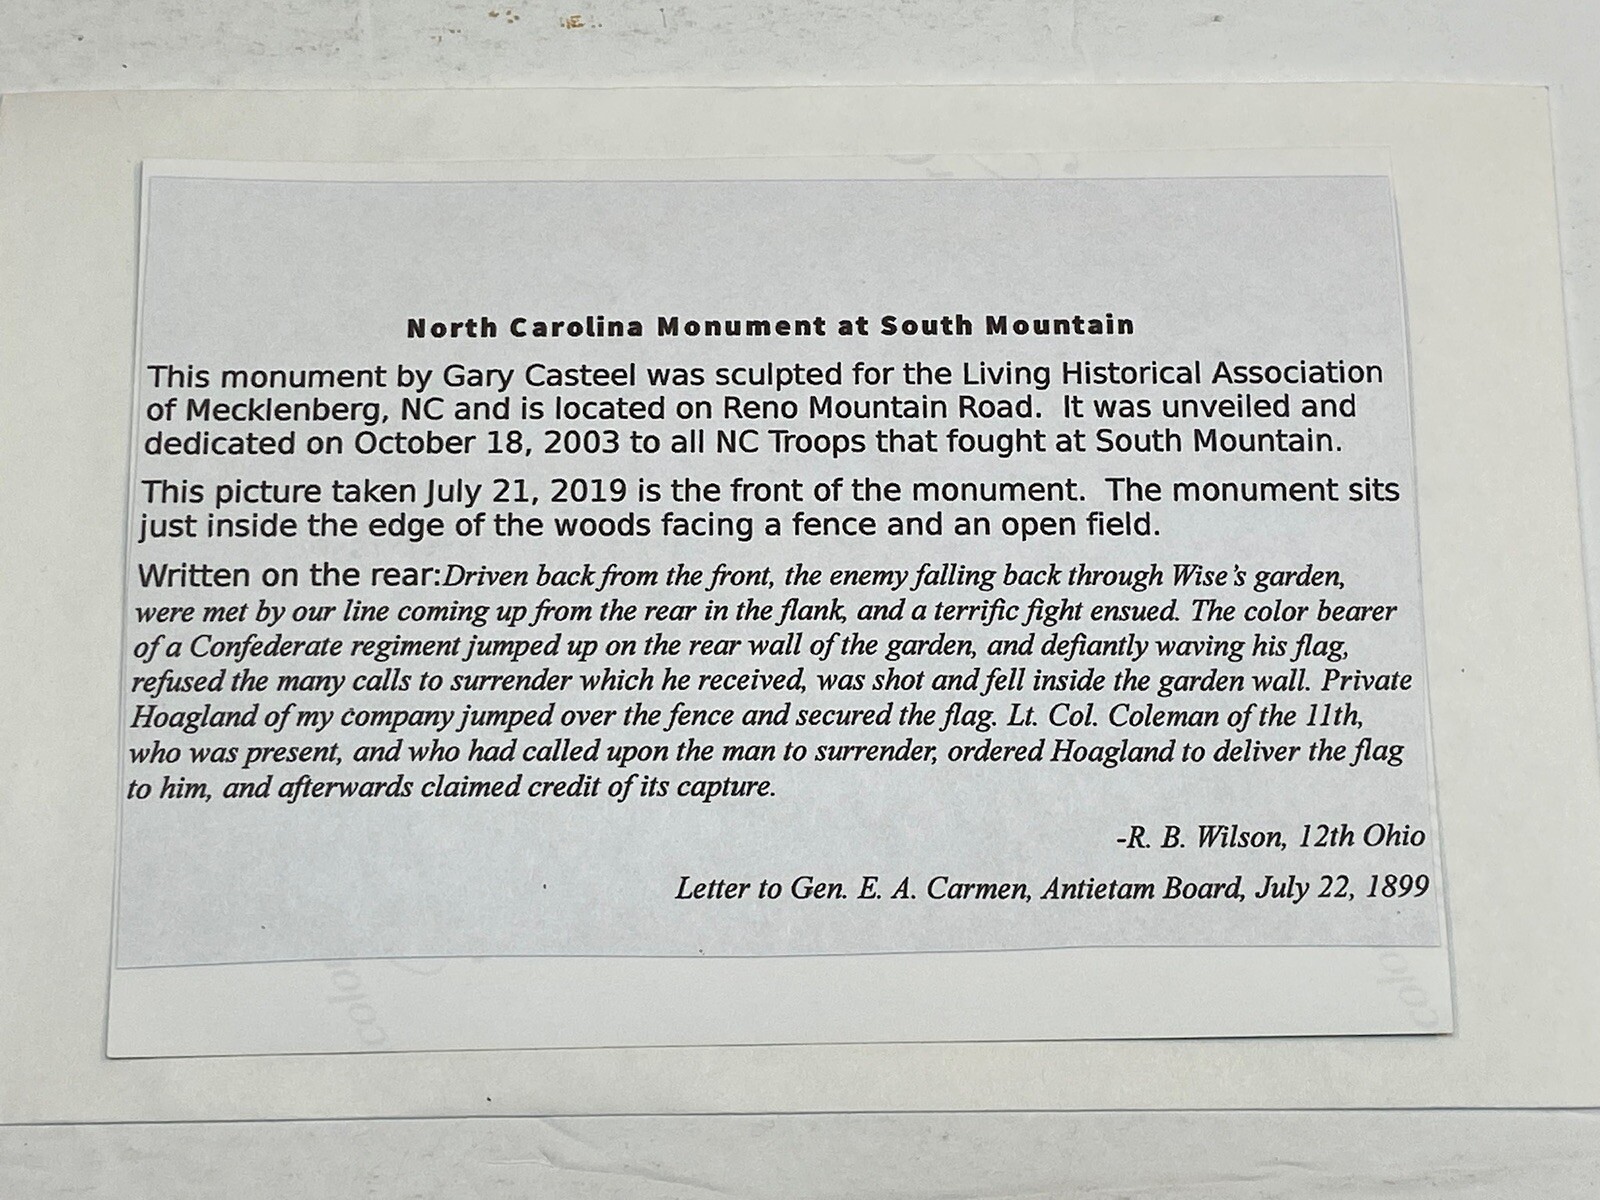 North Carolina Monument at South Mountain
This monument by Gary Casteel was sculpted for the Living Historical Association
of Mecklenberg, NC and is located on Reno Mountain Road. It was unveiled and
dedicated on October 18, 2003 to all NC Troops that fought at South Mountain.
This picture taken July 21, 2019 is the front of the monument. The monument sits
just inside the edge of the woods facing a fence and an open field.
Written on the rear:Driven back from the front, the enemy falling back through Wise's garden,
were met by our line coming up from the rear in the flank, and a terrific fight ensued. The color bearer
of a Confederate regiment jumped up on the rear wall of the garden, and defiantly waving his flag,
refused the many calls to surrender which he received, was shot and fell inside the garden wall. Private
Hoagland of my company jumped over the fence and secured the flag. Lt. Col. Coleman of the 11th,
who was present, and who had called upon the man to surrender, ordered Hoagland to deliver the flag
to him, and afterwards claimed credit of its capture.
-R. B. Wilson, 12th Ohio
Letter to Gen. E. A. Carmen, Antietam Board, July 22, 1899